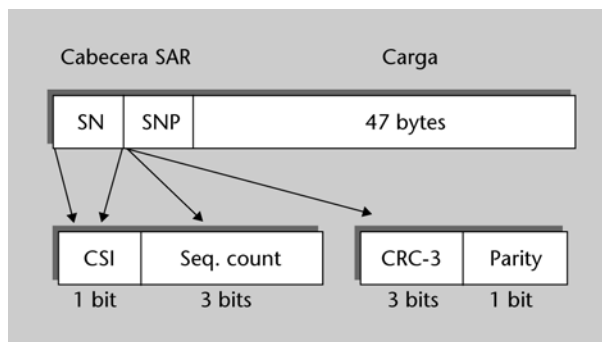 Cabecera SAR Carga
SN SNP 47 bytes
CSI Seq. count CRC-3 Parity
1 bit 3 bits 3 bits 1 bit